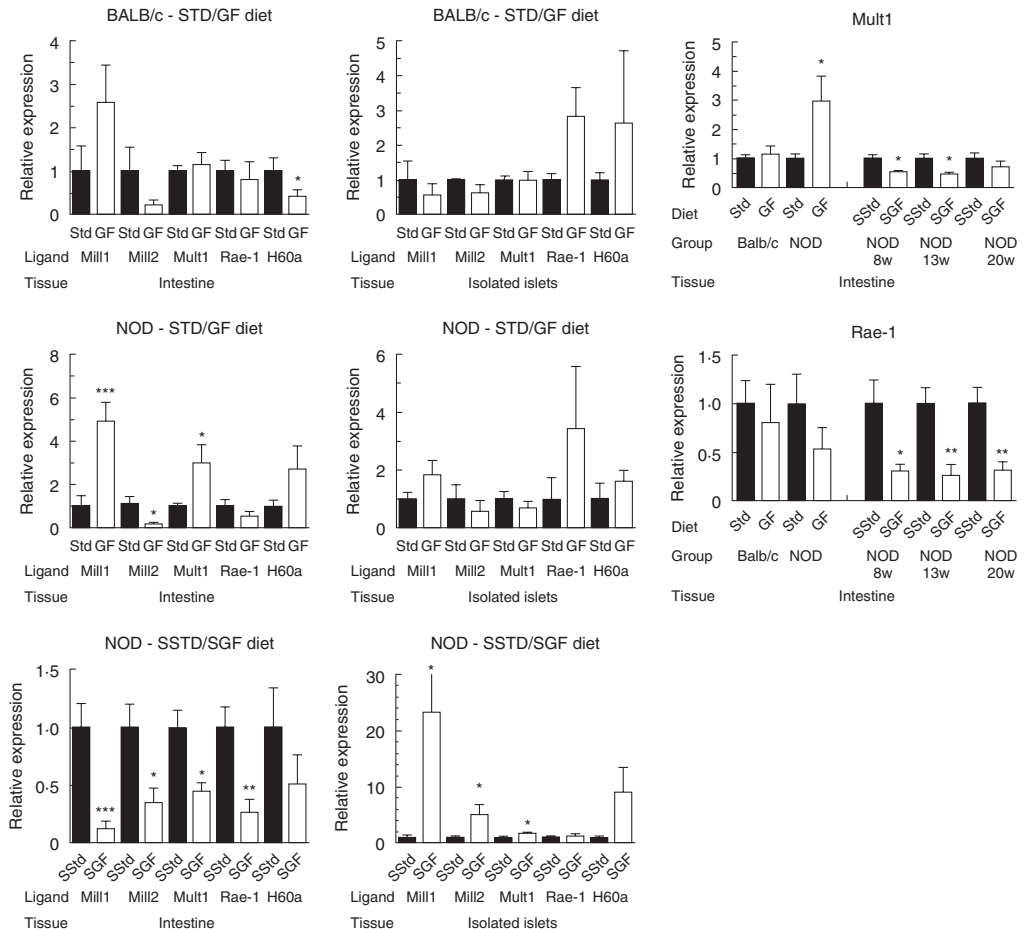 BALB/c - STD/GF diet
Relative expression
4
3
2
1
0
*
Std GF Std GF Std GF Std GF Std GF
Ligand Mill1 Mill2 Mult1 Rae-1 H60a
Tissue Intestine
BALB/c - STD/GF diet
Relative expression
5
4
3
2
1
0
Std GF Std GF Std GF Std GF Std GF
Ligand Mill1 Mill2 Mult1 Rae-1 H60a
Tissue Isolated islets
Mult1
Relative expression
5
4
3
2
1
0
* * *
Diet Std GF Std GF SStd SGF SStd SGF SStd SGF
Group Balb/c NOD NOD NOD NOD
8w 13w 20w
Tissue Intestine
NOD - STD/GF diet
Relative expression
8
6
4
2
0
*** * *
Std GF Std GF Std GF Std GF Std GF
Ligand Mill1 Mill2 Mult1 Rae-1 H60a
Tissue Intestine
NOD - STD/GF diet
Relative expression
6
4
2
0
Std GF Std GF Std GF Std GF Std GF
Ligand Mill1 Mill2 Mult1 Rae-1 H60a
Tissue Isolated islets
Rae-1
Relative expression
1·5
1·0
0·5
0
* ** **
Diet Std GF Std GF SStd SGF SStd SGF SStd SGF
Group Balb/c NOD NOD NOD NOD
8w 13w 20w
Tissue Intestine
NOD - SSTD/SGF diet
Relative expression
1·5
1·0
0·5
0
*** * * **
SStd SGF SStd SGF SStd SGF SStd SGF SStd SGF
Ligand Mill1 Mill2 Mult1 Rae-1 H60a
Tissue Intestine
NOD - SSTD/SGF diet
Relative expression
30
20
10
0
* * *
SStd SGF SStd SGF SStd SGF SStd SGF SStd SGF
Ligand Mill1 Mill2 Mult1 Rae-1 H60a
Tissue Isolated islets